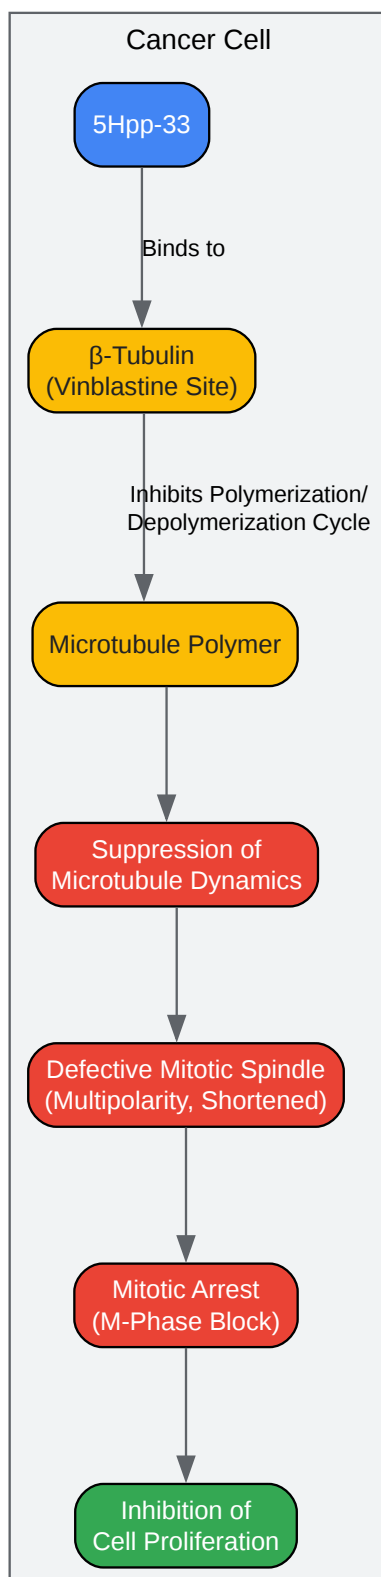 Cancer Cell
5Hpp-33
Binds to
β-Tubulin
(Vinblastine Site)
Inhibits Polymerization/
Depolymerization Cycle
Microtubule Polymer
Suppression of
Microtubule Dynamics
Defective Mitotic Spindle
(Multipolarity, Shortened)
Mitotic Arrest
(M-Phase Block)
Inhibition of
Cell Proliferation